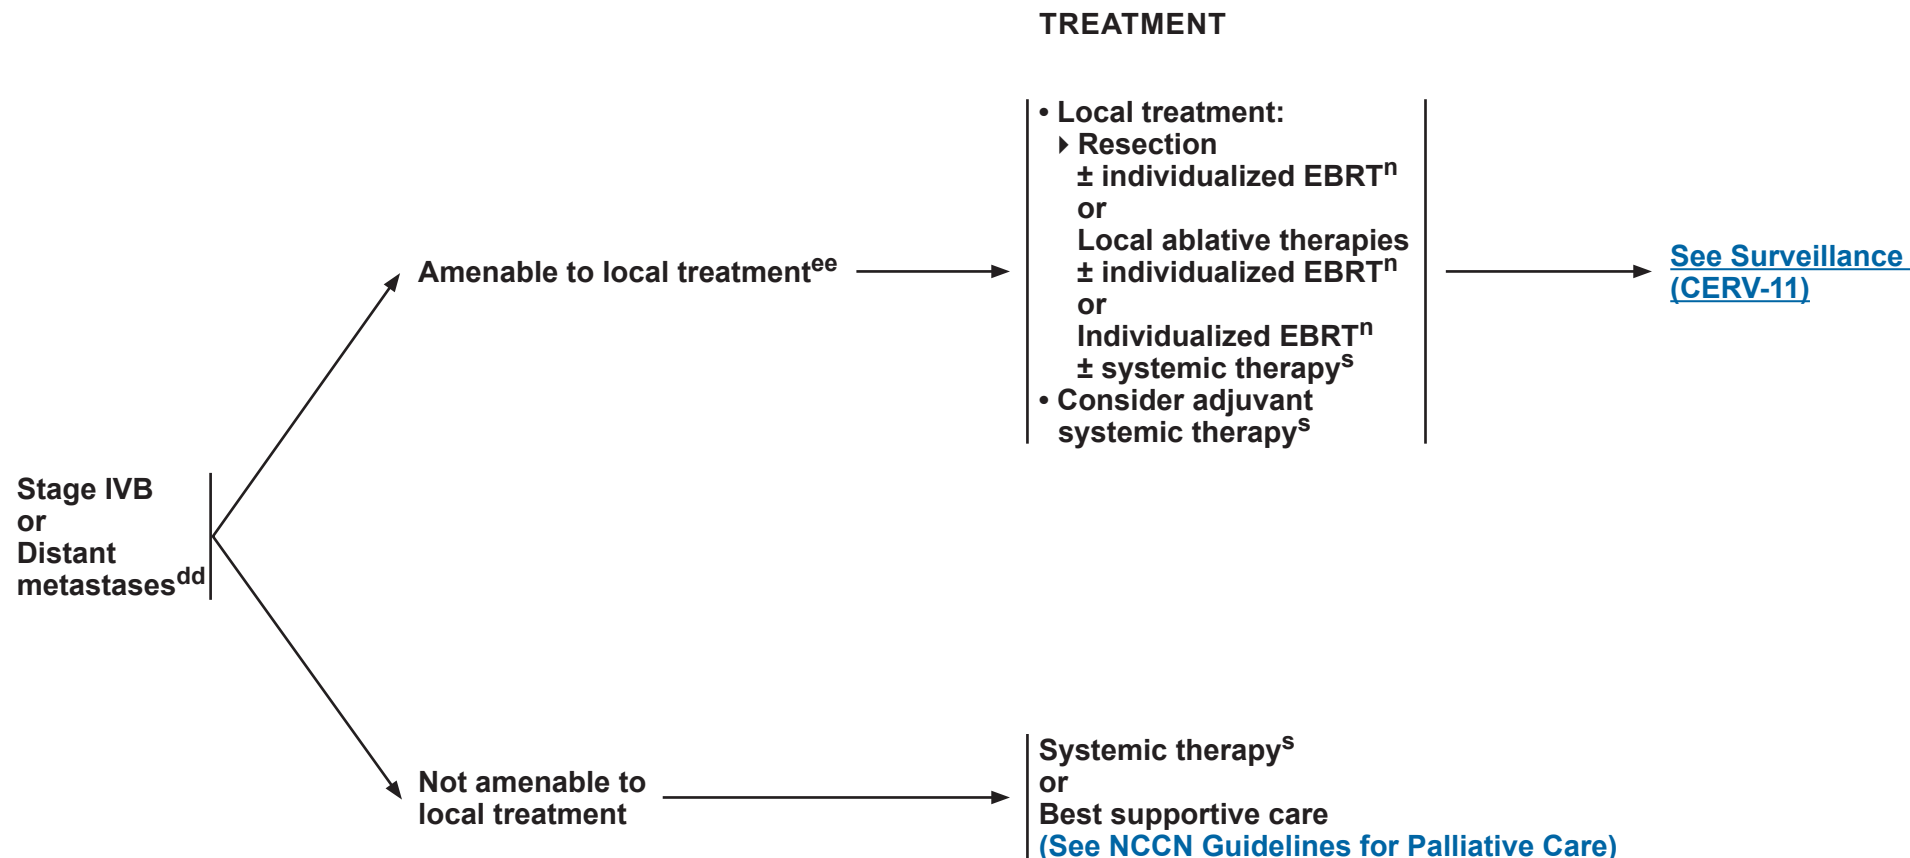 TREATMENT
• Local treatment:
‣ Resection
± individualized EBRTⁿ
or
Local ablative therapies
± individualized EBRTⁿ
or
Individualized EBRTⁿ
± systemic therapyˢ
• Consider adjuvant
systemic therapyˢ
Amenable to local treatmentᵉᵉ
See Surveillance
(CERV-11)
Stage IVB
or
Distant
metastasesᵈᵈ
Not amenable to
local treatment
Systemic therapyˢ
or
Best supportive care
(See NCCN Guidelines for Palliative Care)